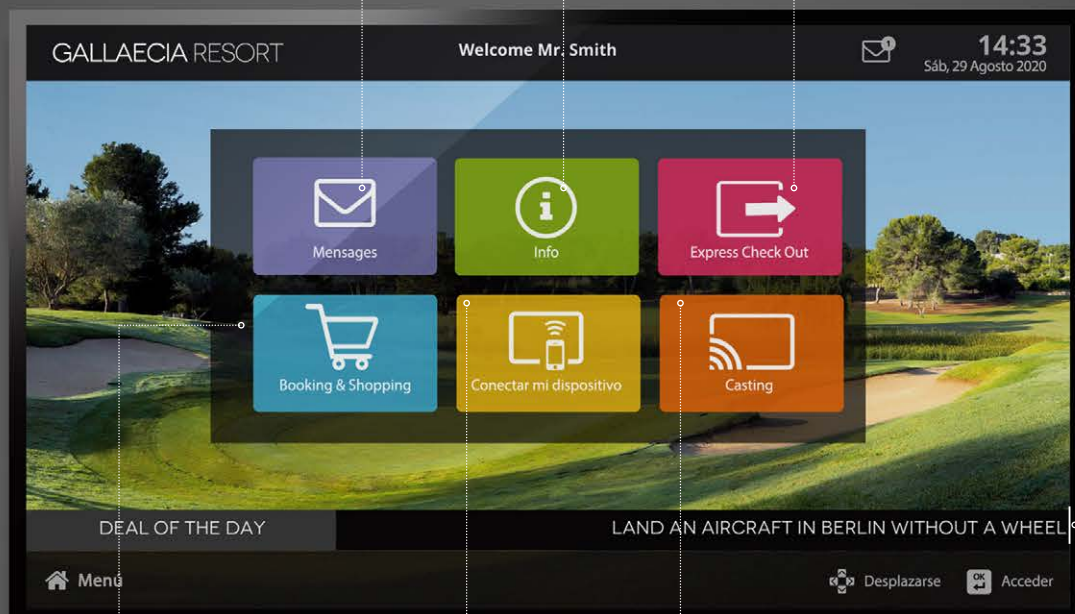 GALLAECIA RESORT
Welcome Mr. Smith
1
14:33
Sáb, 29 Agosto 2020
Mensages
Info
Express Check Out
Booking & Shopping
Conectar mi dispositivo
Casting
DEAL OF THE DAY
LAND AN AIRCRAFT IN BERLIN WITHOUT A WHEEL
Menú
Desplazarse
OK
Acceder